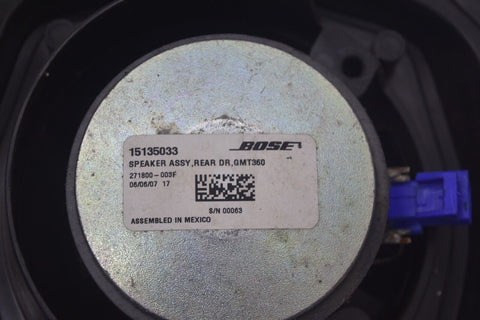 15135033 BOSE
SPEAKER ASSY,REAR DR,GMT360
271800-003F
06/06/07 17
S/N 00063
ASSEMBLED IN MEXICO